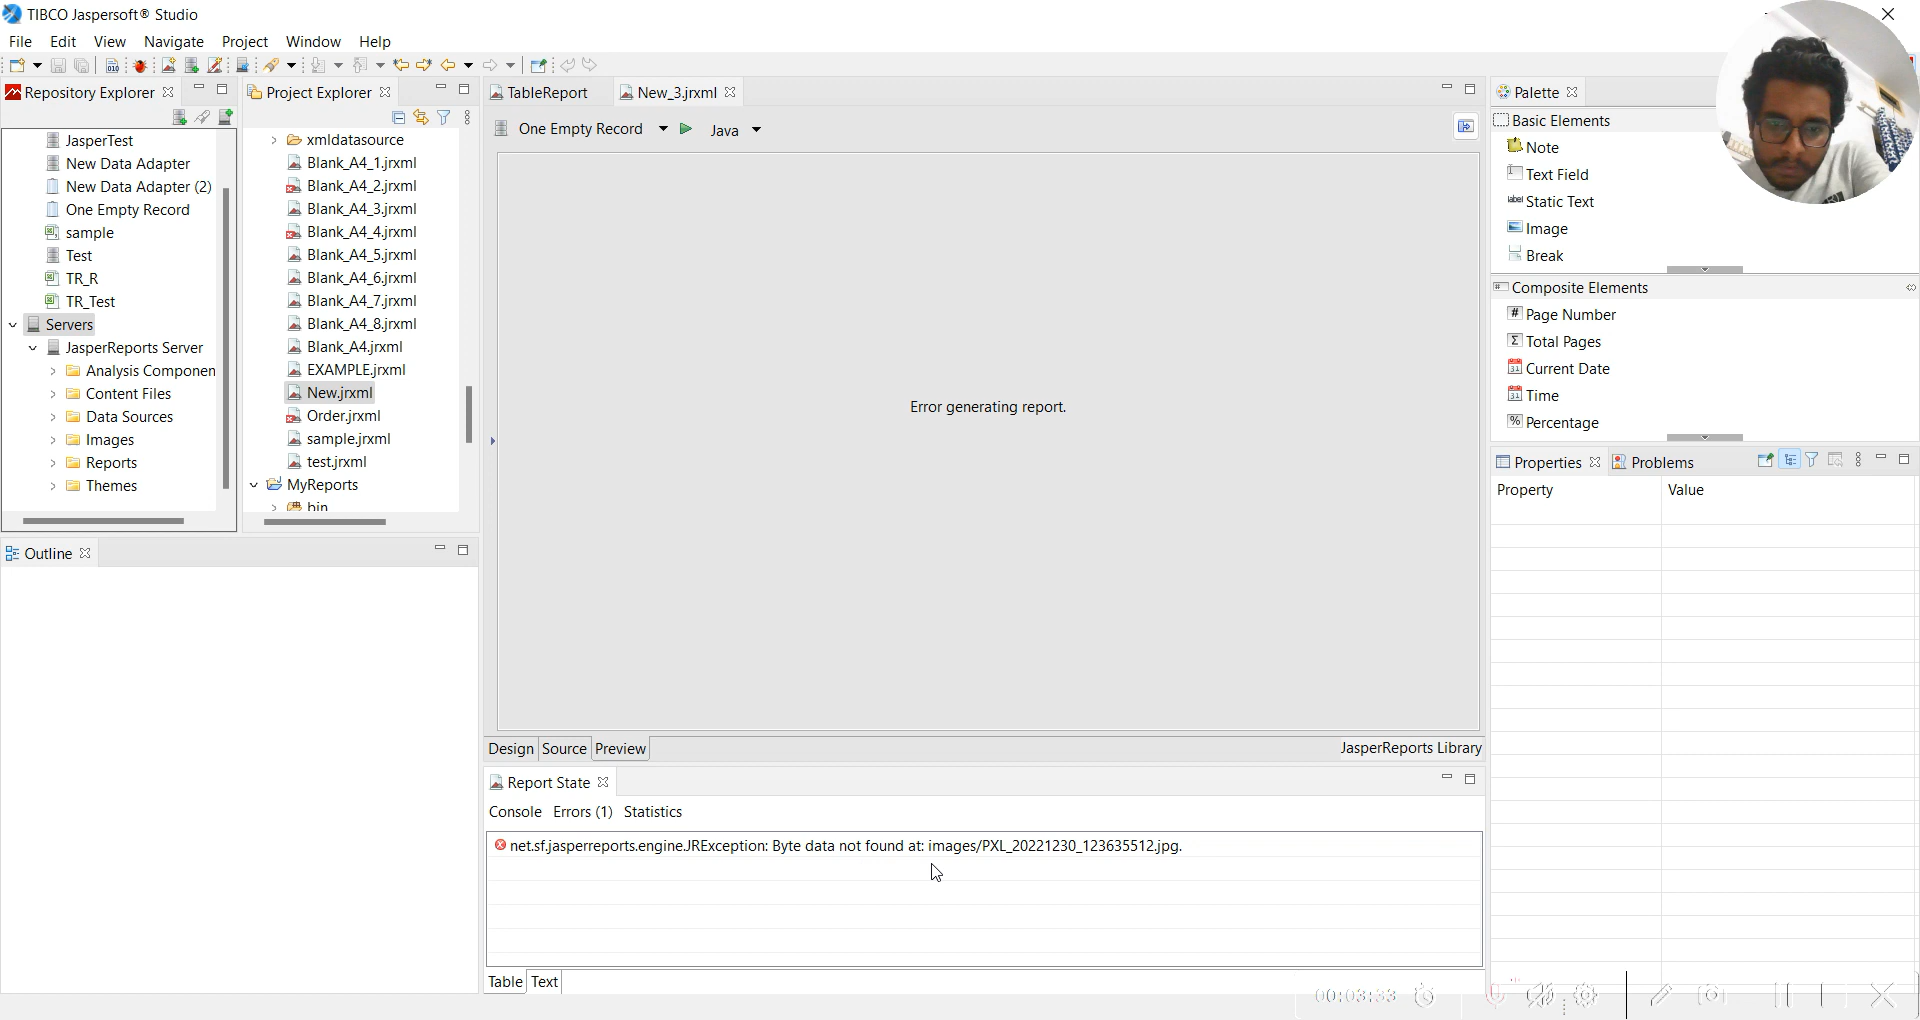 TIBCO Jaspersoft® Studio
File Edit View Navigate Project Window Help
Repository Explorer
JasperTest
New Data Adapter
New Data Adapter (2)
One Empty Record
sample
Test
TR_R
TR_Test
Servers
JasperReports Server
Analysis Componen
Content Files
Data Sources
Images
Reports
Themes
Project Explorer
xmldatasource
Blank_A4_1.jrxml
Blank_A4_2.jrxml
Blank_A4_3.jrxml
Blank_A4_4.jrxml
Blank_A4_5.jrxml
Blank_A4_6.jrxml
Blank_A4_7.jrxml
Blank_A4_8.jrxml
Blank_A4.jrxml
EXAMPLE.jrxml
New.jrxml
Order.jrxml
sample.jrxml
test.jrxml
MyReports
bin
Outline
TableReport New_3.jrxml
One Empty Record Java
Error generating report.
Design Source Preview JasperReports Library
Report State
Console Errors (1) Statistics
net.sf.jasperreports.engine.JRException: Byte data not found at: images/PXL_20221230_123635512.jpg.
Table Text
Palette
Basic Elements
Note
Text Field
Static Text
Image
Break
Composite Elements
Page Number
Total Pages
Current Date
Time
Percentage
Properties Problems
Property Value
00:03:33